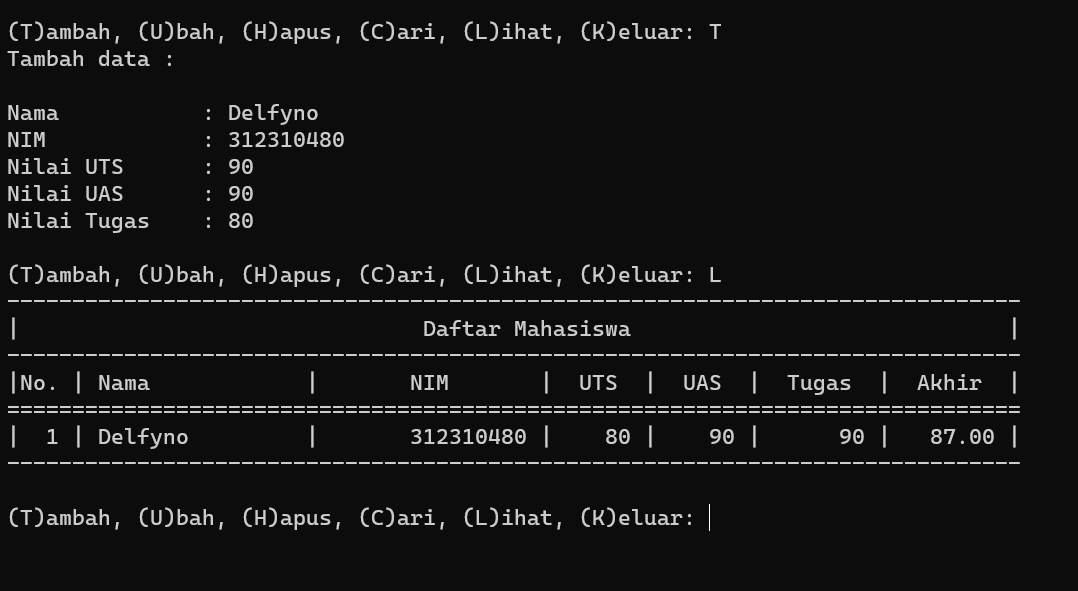 (T)ambah, (U)bah, (H)apus, (C)ari, (L)ihat, (K)eluar: T
Tambah data :
Nama           : Delfyno
NIM            : 312310480
Nilai UTS      : 90
Nilai UAS      : 90
Nilai Tugas    : 80
(T)ambah, (U)bah, (H)apus, (C)ari, (L)ihat, (K)eluar: L
------------------------------------------------------------------------------
|                               Daftar Mahasiswa                             |
------------------------------------------------------------------------------
|No. | Nama            |       NIM       |  UTS  |  UAS  |  Tugas  |  Akhir  |
==============================================================================
|  1 | Delfyno         |       312310480 |    80 |    90 |      90 |   87.00 |
------------------------------------------------------------------------------
(T)ambah, (U)bah, (H)apus, (C)ari, (L)ihat, (K)eluar: